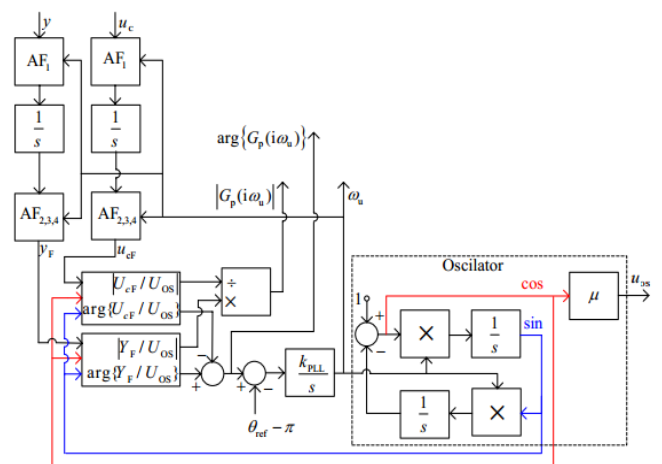 y
u_c
AF_1
AF_1
1/s
1/s
arg{G_p(iω_u)}
|G_p(iω_u)|
ω_u
AF_2,3,4
AF_2,3,4
y_F
u_cF
Oscilator
|U_cF/U_OS|
arg{U_cF/U_OS}
÷
×
cos
1
+
−
×
1/s
sin
μ
u_os
|Y_F/U_OS|
arg{Y_F/U_OS}
−
+
+
−
k_PLL/s
1/s
×
θ_ref − π